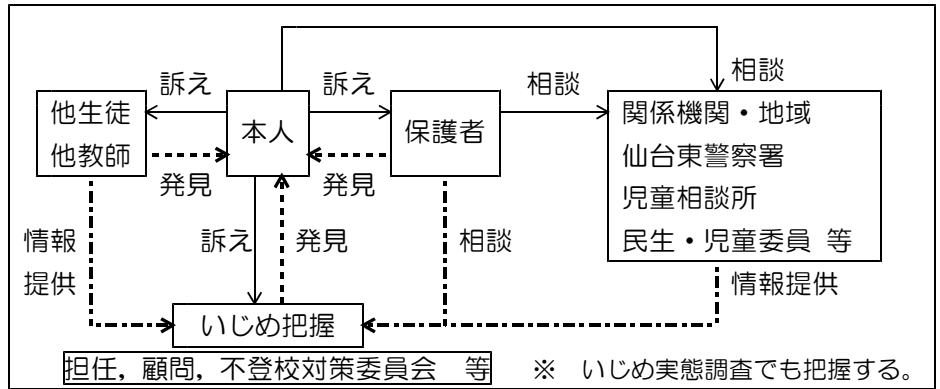 相談
訴え
訴え
相談
他生徒
他教師
本人
保護者
関係機関・地域
仙台東警察署
児童相談所
民生・児童委員 等
発見
発見
情報
提供
訴え
発見
相談
情報提供
いじめ把握
担任，顧問，不登校対策委員会　等
※　いじめ実態調査でも把握する。